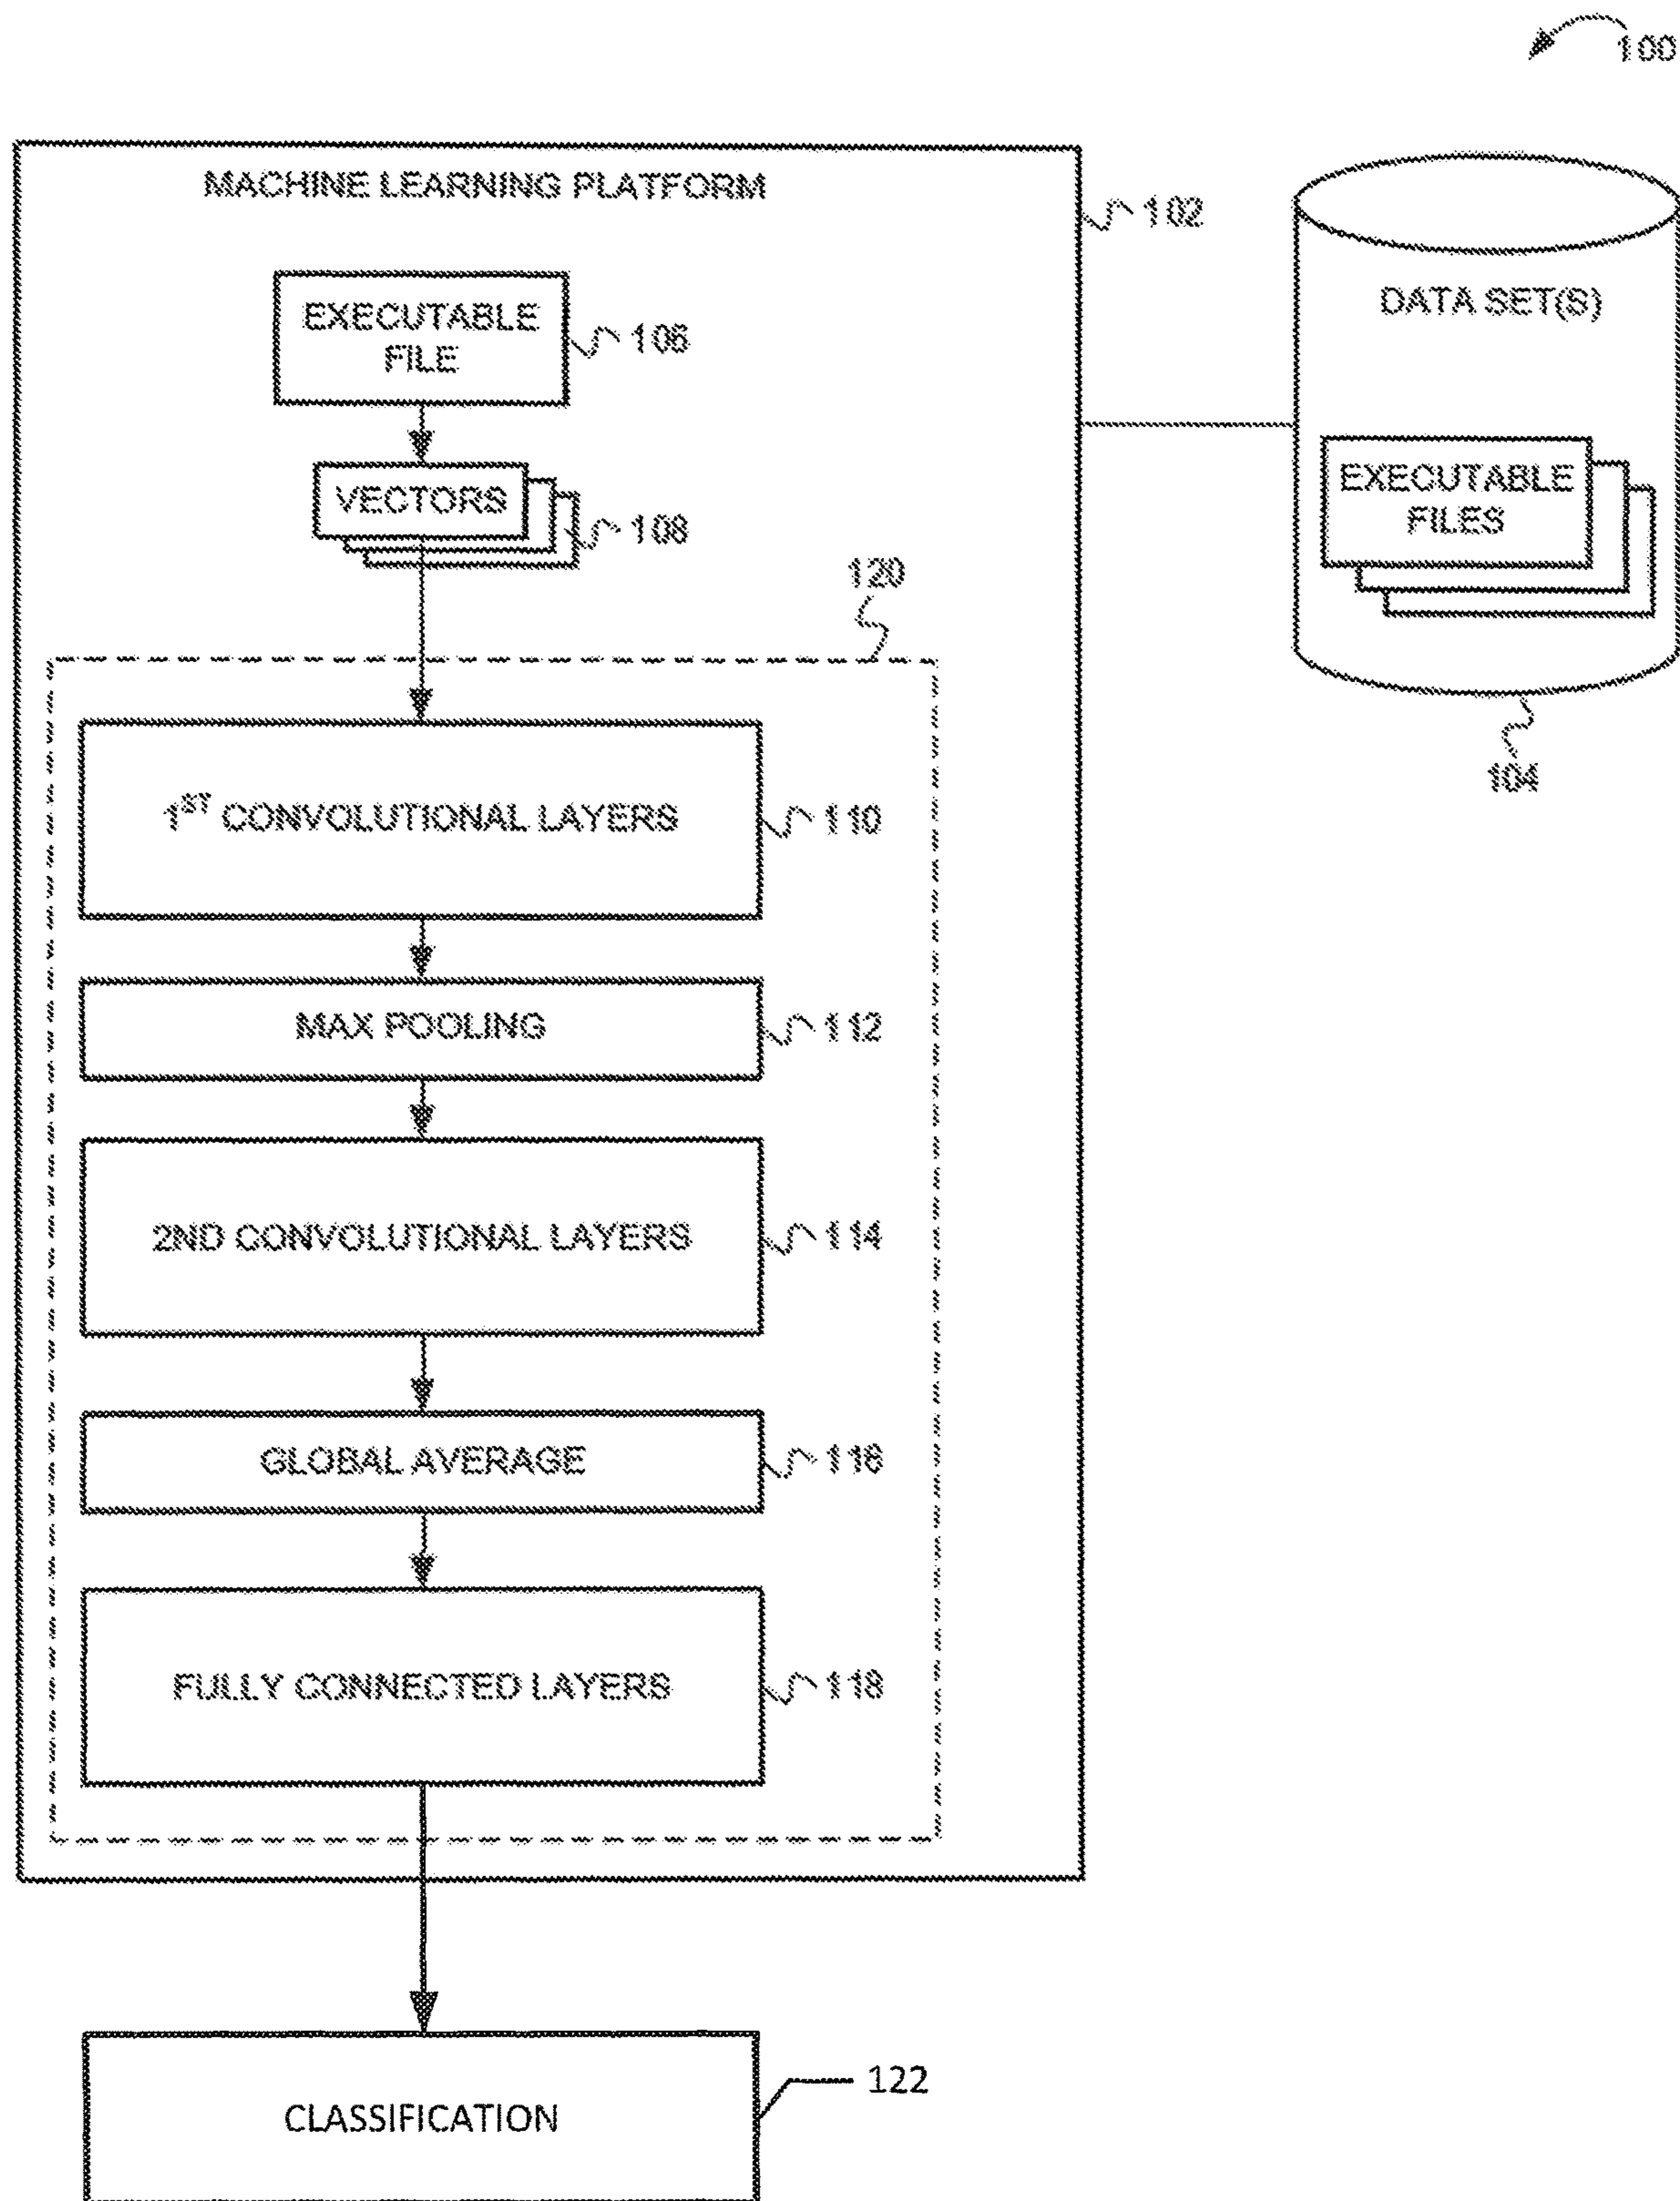 100
MACHINE LEARNING PLATFORM
102
EXECUTABLE
FILE
106
VECTORS
108
DATA SET(S)
EXECUTABLE
FILES
104
120
1ST CONVOLUTIONAL LAYERS
110
MAX POOLING
112
2ND CONVOLUTIONAL LAYERS
114
GLOBAL AVERAGE
116
FULLY CONNECTED LAYERS
118
CLASSIFICATION
122